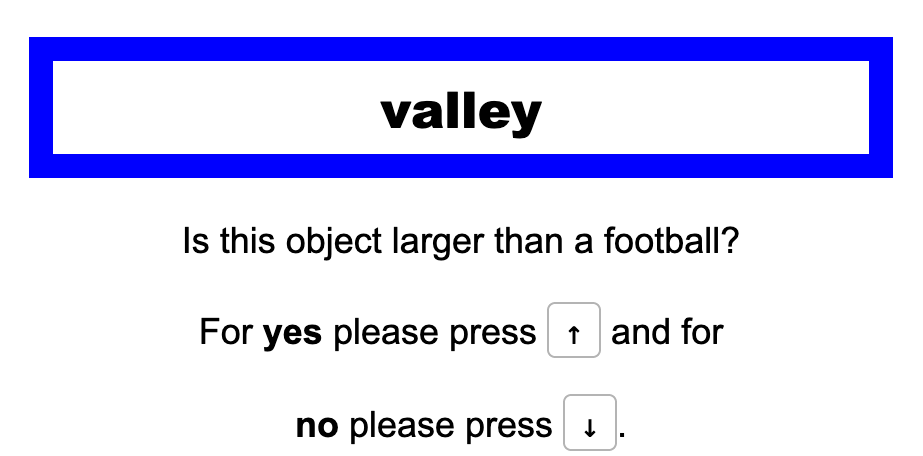 valley
Is this object larger than a football?
For yes please press ↑ and for
no please press ↓.